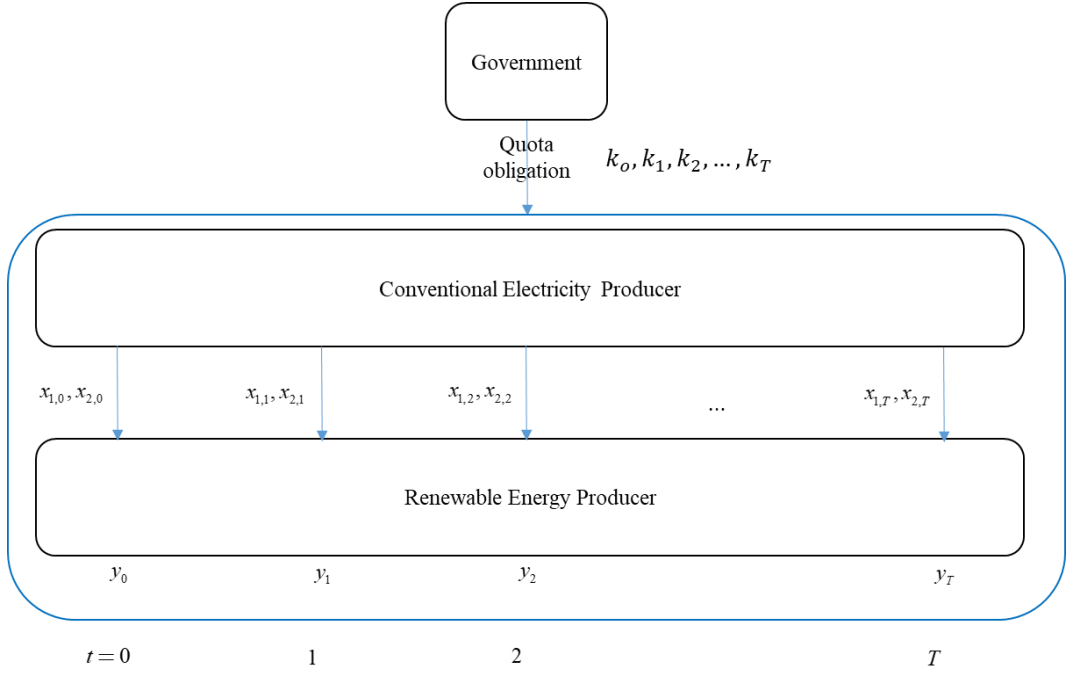 Government
Quota
obligation
k_o, k_1, k_2, ..., k_T
Conventional Electricity Producer
x_{1,0}, x_{2,0}
x_{1,1}, x_{2,1}
x_{1,2}, x_{2,2}
...
x_{1,T}, x_{2,T}
Renewable Energy Producer
y_0
y_1
y_2
y_T
t = 0
1
2
T